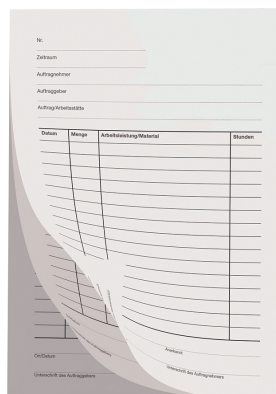 Nr.
Zeitraum
Auftragnehmer
Auftraggeber
Auftrag/Arbeitsstätte
Datum Menge Arbeitsleistung/Material Stunden
Anerkannt
Unterschrift des Auftragnehmers
Ort/Datum
Unterschrift des Auftraggebers